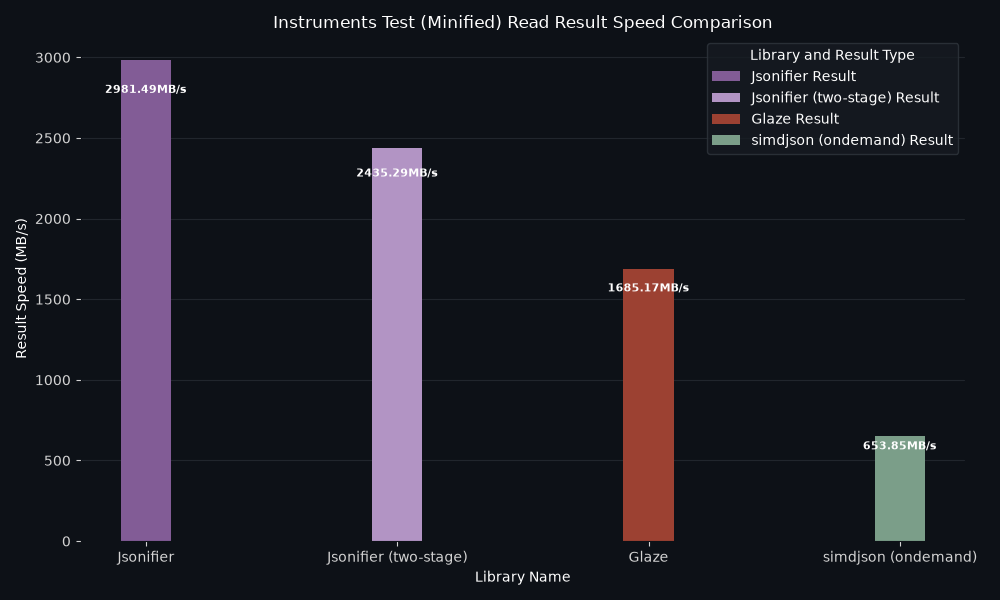 Instruments Test (Minified) Read Result Speed Comparison
Library and Result Type
Jsonifier Result
Jsonifier (two-stage) Result
Glaze Result
simdjson (ondemand) Result
Result Speed (MB/s)
3000
2500
2000
1500
1000
500
0
2981.49MB/s
2435.29MB/s
1685.17MB/s
653.85MB/s
Jsonifier
Jsonifier (two-stage)
Glaze
simdjson (ondemand)
Library Name